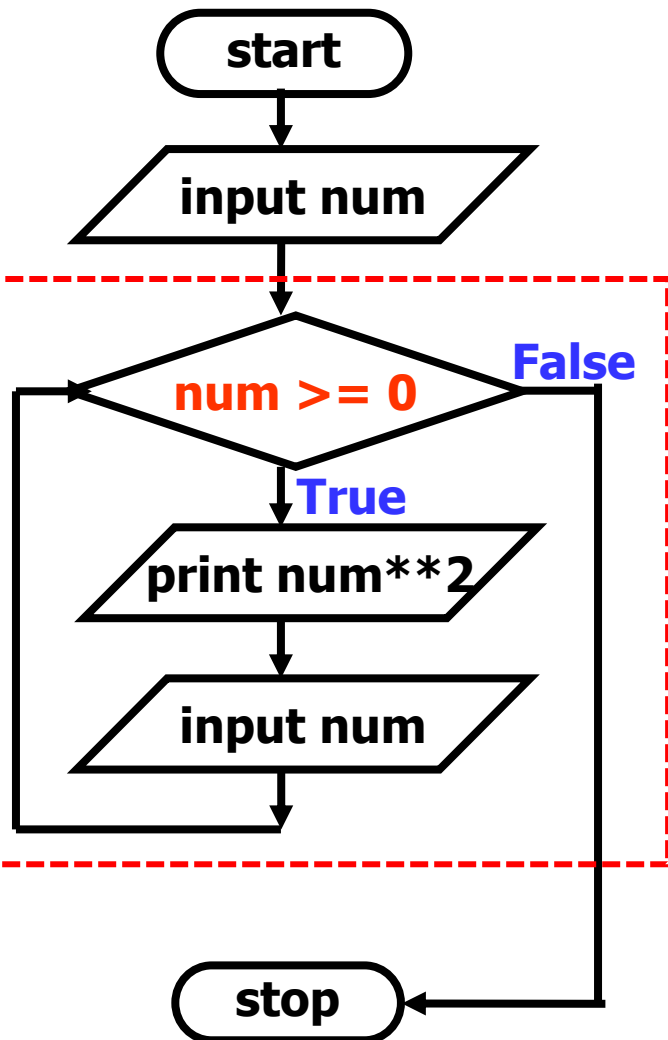 start
input num
num >= 0
False
True
print num**2
input num
stop